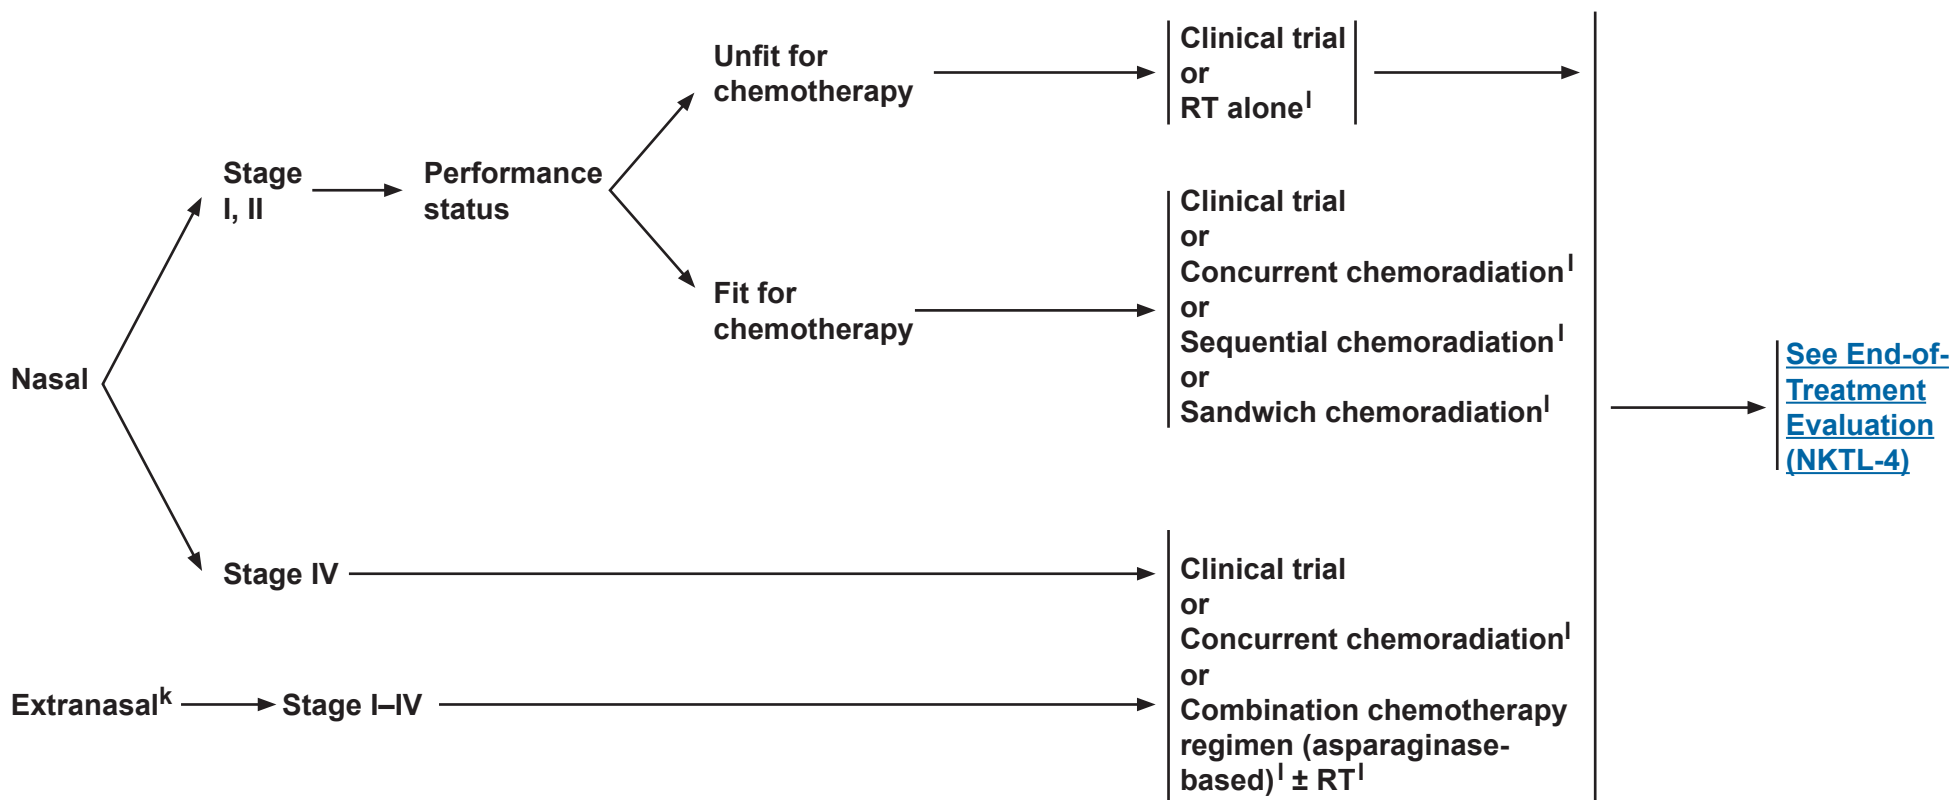 Unfit for
chemotherapy
Clinical trial
or
RT alone^l
Stage
I, II
Performance
status
Fit for
chemotherapy
Clinical trial
or
Concurrent chemoradiation^l
or
Sequential chemoradiation^l
or
Sandwich chemoradiation^l
Nasal
See End-of-
Treatment
Evaluation
(NKTL-4)
Stage IV
Extranasal^k
Stage I–IV
Clinical trial
or
Concurrent chemoradiation^l
or
Combination chemotherapy
regimen (asparaginase-
based)^l ± RT^l